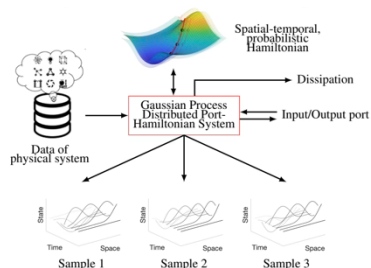 Spatial-temporal,
probabilistic
Hamiltonian
Dissipation
Gaussian Process
Distributed Port-
Hamiltonian System
Input/Output port
Data of
physical system
State
Time
Space
State
Time
Space
State
Time
Space
Sample 1
Sample 2
Sample 3